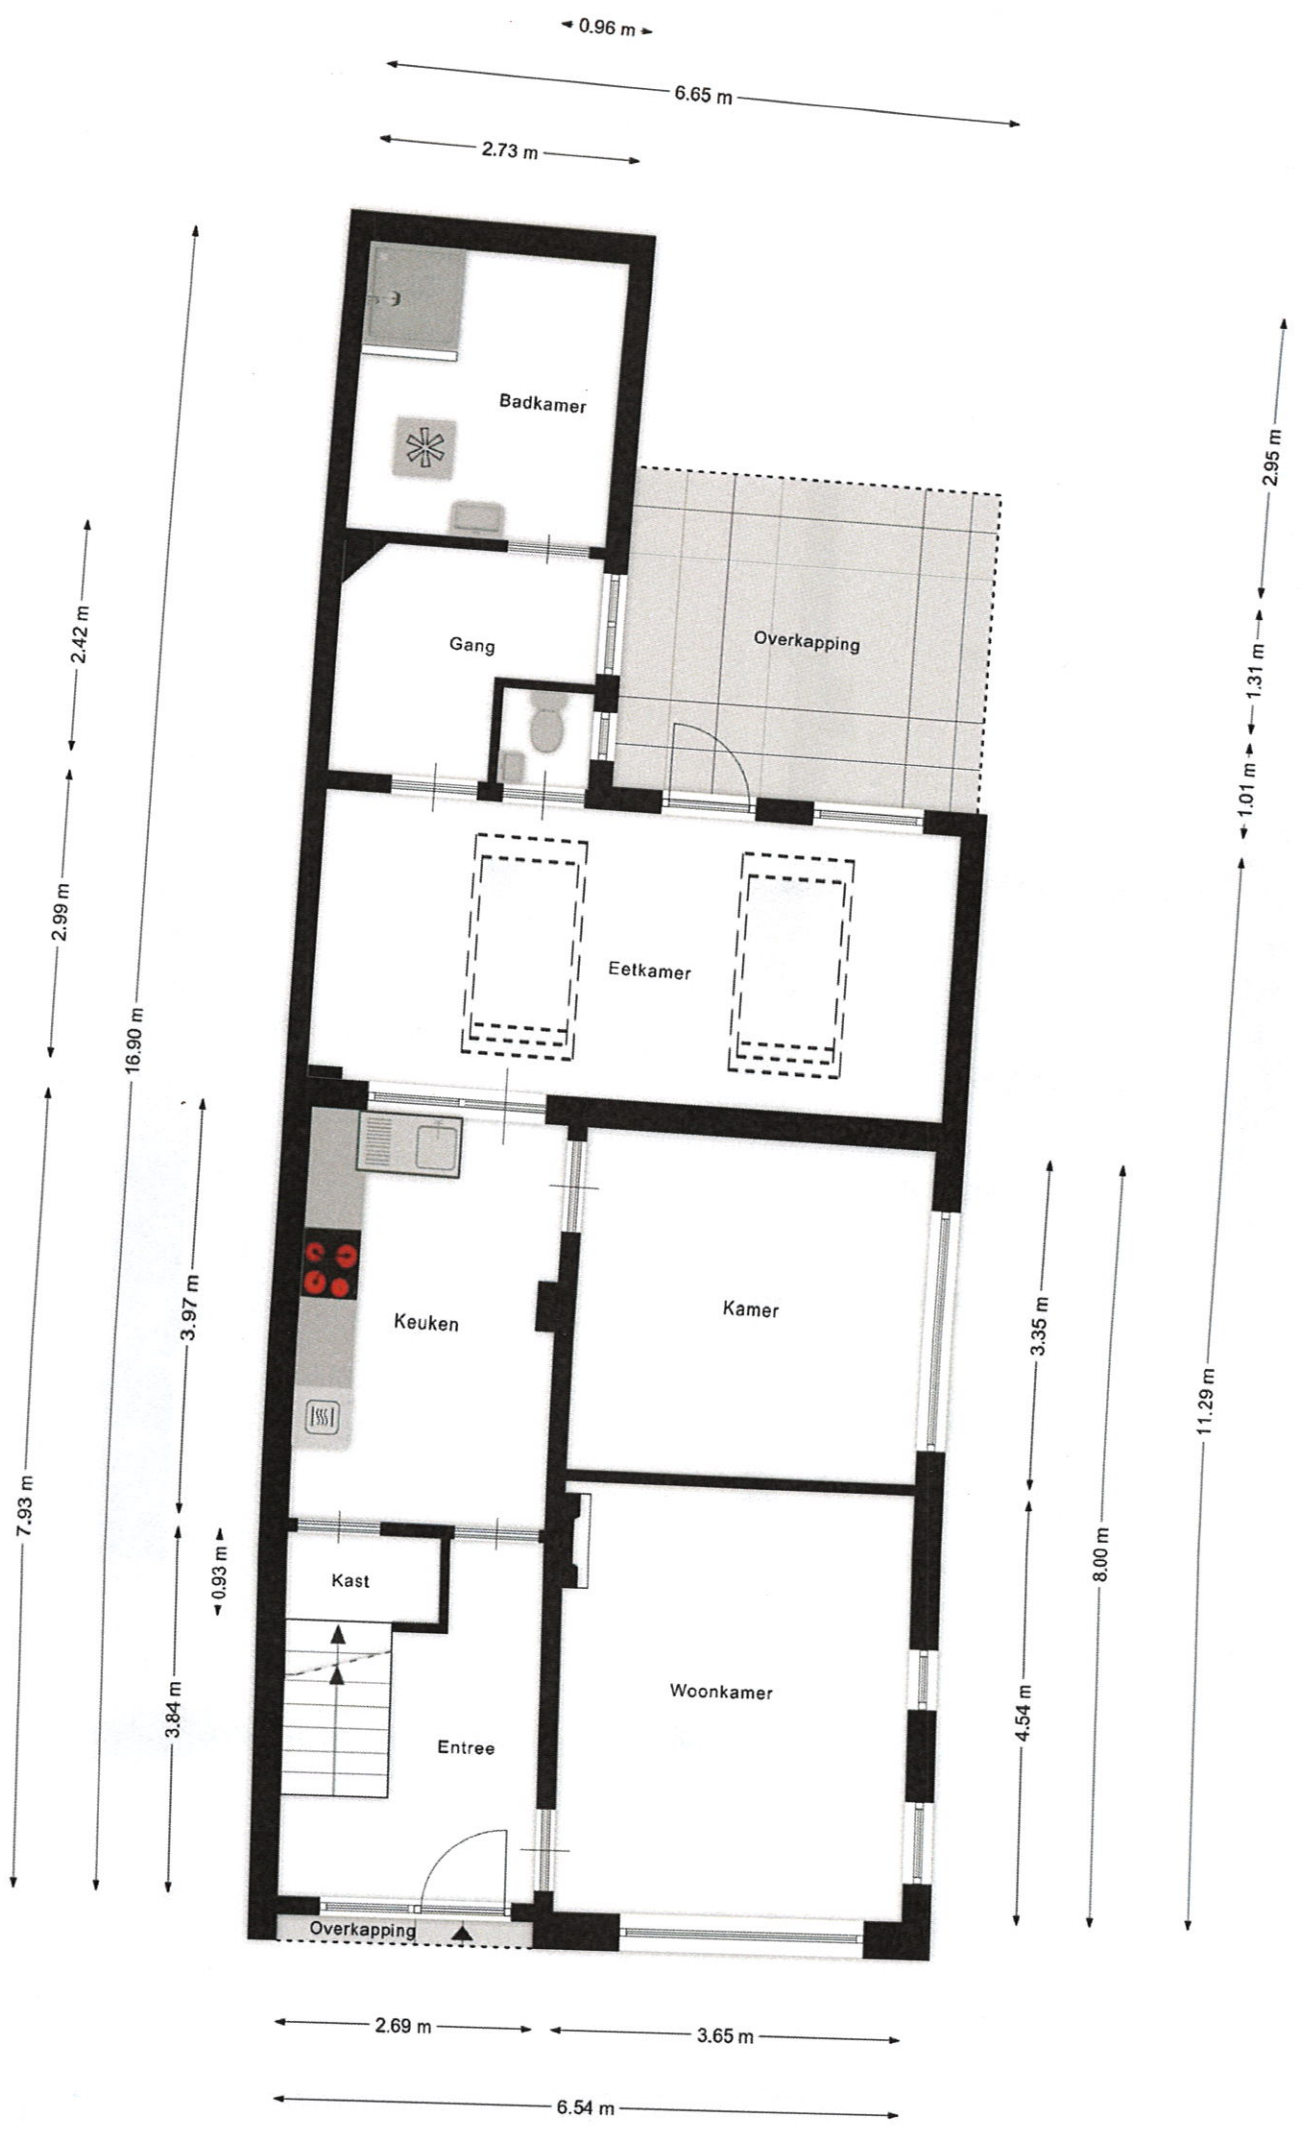 0.96 m
6.65 m
2.73 m
Badkamer
2.95 m
2.42 m
Gang
Overkapping
1.31 m
1.01 m
2.99 m
Eetkamer
16.90 m
3.97 m
Keuken
Kamer
3.35 m
11.29 m
7.93 m
0.93 m
Kast
8.00 m
3.84 m
Woonkamer
4.54 m
Entree
Overkapping
2.69 m
3.65 m
6.54 m